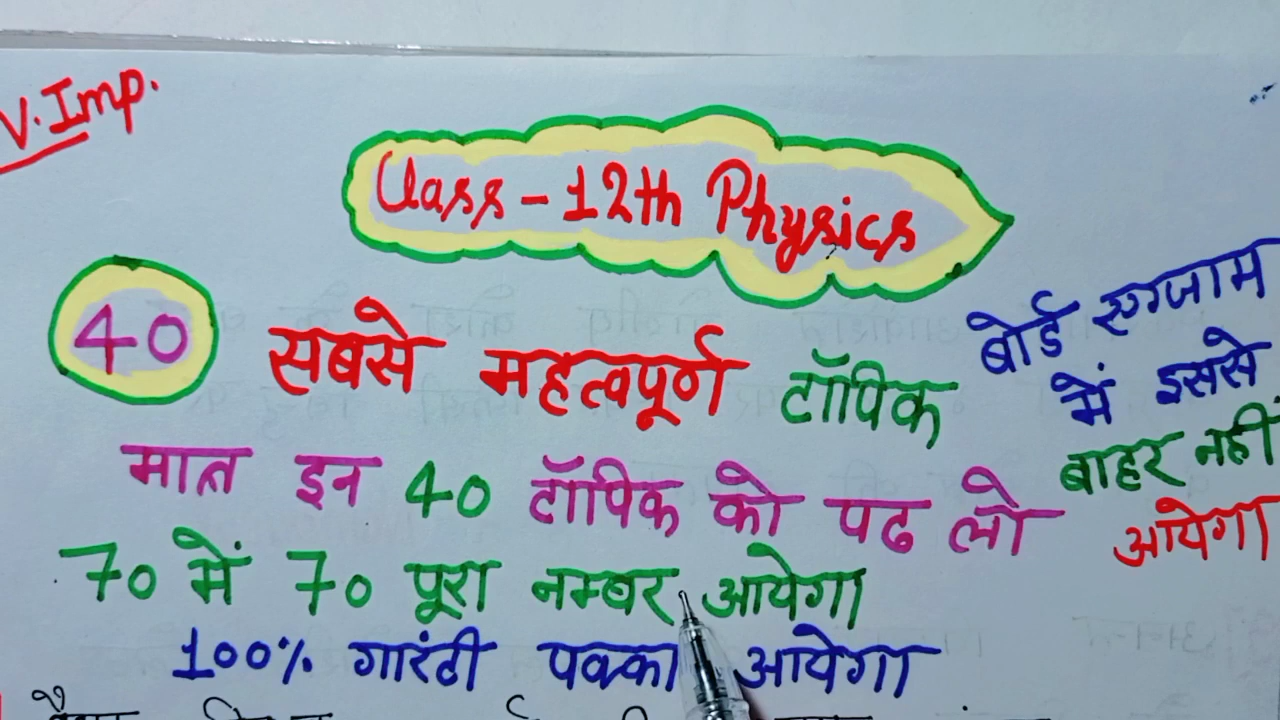 V. Imp.
Class - 12th Physics
40 सबसे महत्वपूर्ण टॉपिक
बोर्ड एग्जाम
में इससे
बाहर नहीं
आयेगा
मात्र इन 40 टॉपिक को पढ लो
70 में 70 पूरा नम्बर आयेगा
100% गारंटी पक्का आयेगा